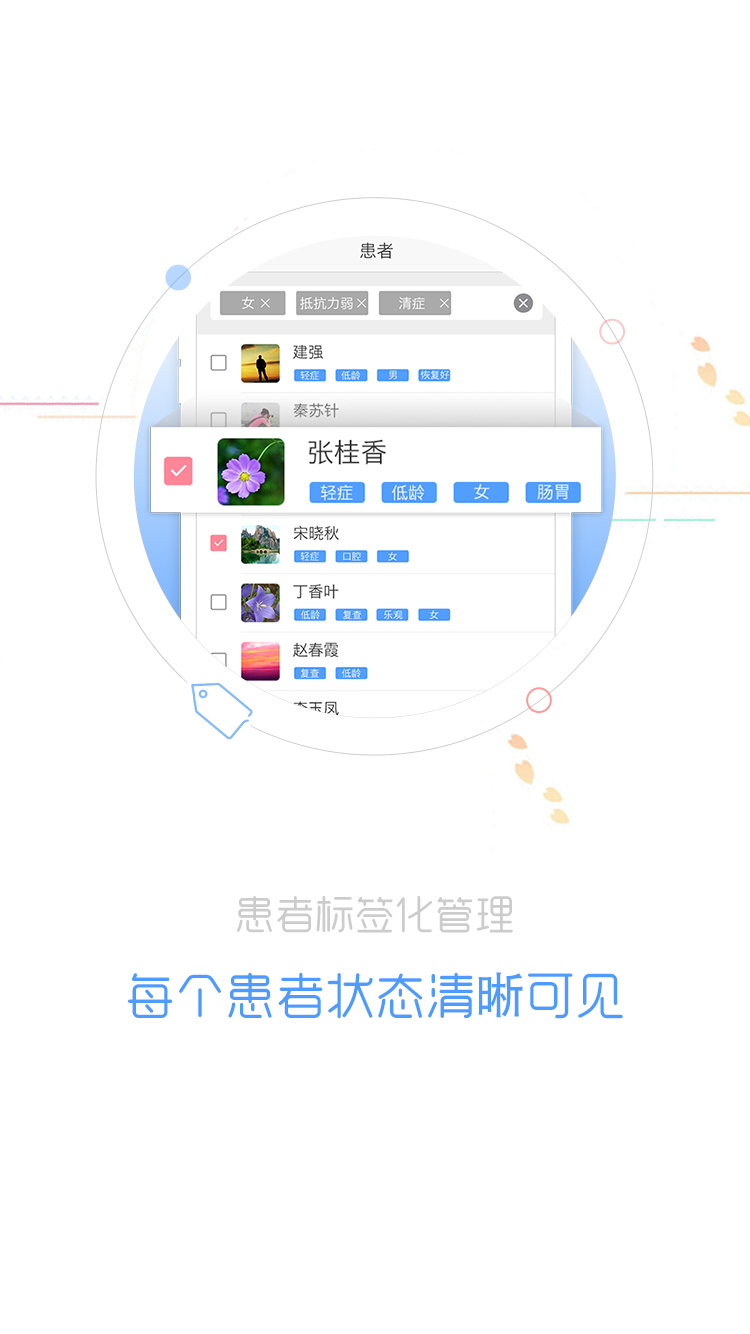 患者
女 × 抵抗力弱 × 清症 ×
建强
轻症 低龄 男 恢复好
秦苏针
张桂香
轻症 低龄 女 肠胃
宋晓秋
轻症 口腔 女
丁香叶
低龄 复查 乐观 女
赵春霞
复查 低龄
李玉凤
患者标签化管理
每个患者状态清晰可见